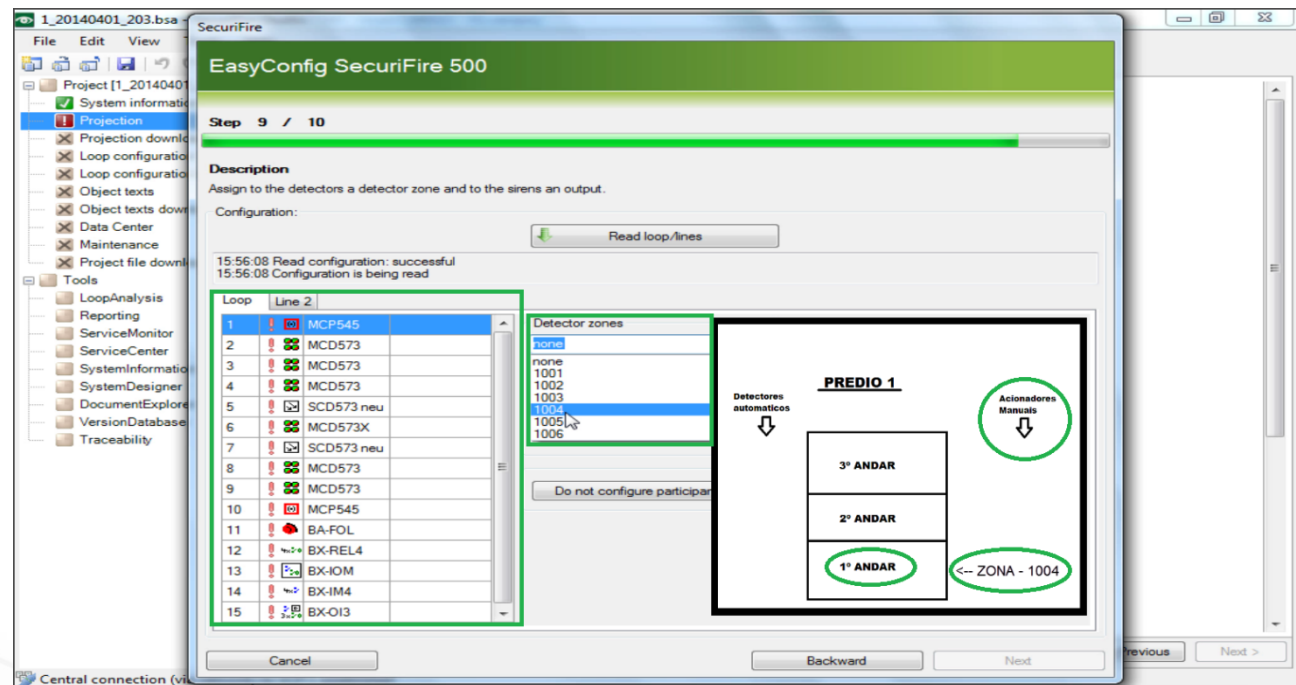 1_20140401_203.bsa -
SecuriFire
File Edit View
EasyConfig SecuriFire 500
Project [1_20140401
System informatio
Projection
Projection downlo
Loop configuratio
Loop configuratio
Object texts
Object texts down
Data Center
Maintenance
Project file downl
Tools
LoopAnalysis
Reporting
ServiceMonitor
ServiceCenter
SystemInformatio
SystemDesigner
DocumentExplore
VersionDatabase
Traceability
Step 9 / 10
Description
Assign to the detectors a detector zone and to the sirens an output.
Configuration:
Read loop/lines
15:56:08 Read configuration: successful
15:56:08 Configuration is being read
Loop Line 2
1 MCP545
2 MCD573
3 MCD573
4 MCD573
5 SCD573 neu
6 MCD573X
7 SCD573 neu
8 MCD573
9 MCD573
10 MCP545
11 BA-FOL
12 BX-REL4
13 BX-IOM
14 BX-IM4
15 BX-OI3
Detector zones
none
none
1001
1002
1003
1004
1005
1006
Do not configure participan
PREDIO 1
Detectores
automaticos
Acionadores
Manuais
3º ANDAR
2º ANDAR
1º ANDAR
<-- ZONA - 1004
Cancel
Backward
Next
Previous
Next >
Central connection (vi